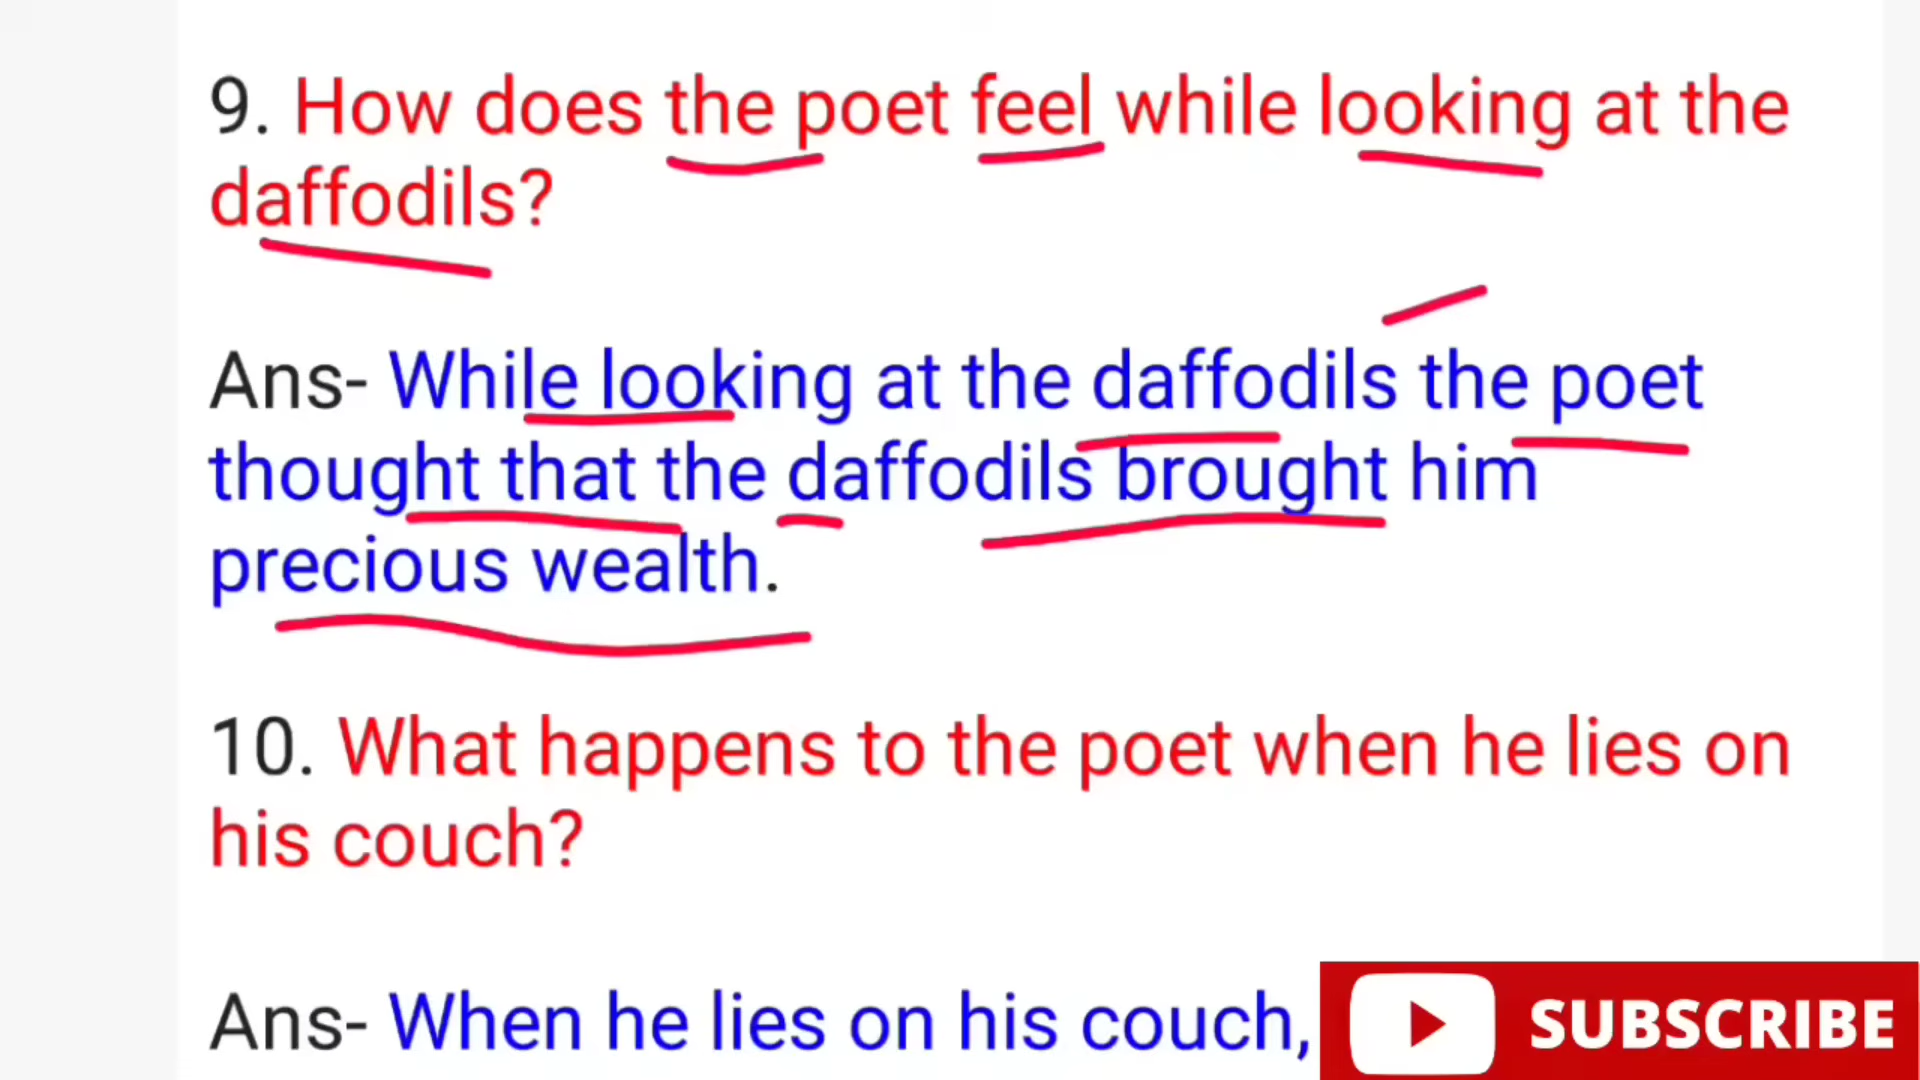 9. How does the poet feel while looking at the
daffodils?
Ans- While looking at the daffodils the poet
thought that the daffodils brought him
precious wealth.
10. What happens to the poet when he lies on
his couch?
Ans- When he lies on his couch,
SUBSCRIBE